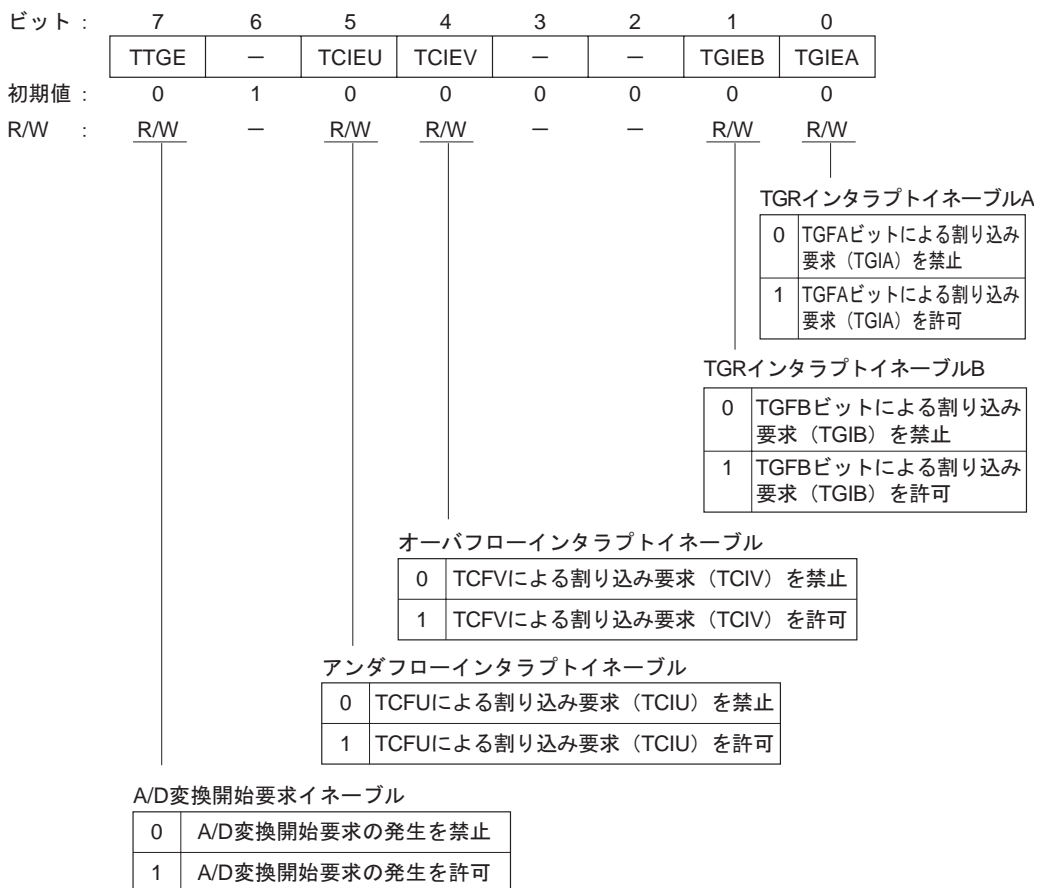 ビット : 7 6 5 4 3 2 1 0
TTGE — TCIEU TCIEV — — TGIEB TGIEA
初期値 : 0 1 0 0 0 0 0 0
R/W : R/W — R/W R/W — — R/W R/W
TGRインタラプトイネーブルA
0 TGFAビットによる割り込み
要求（TGIA）を禁止
1 TGFAビットによる割り込み
要求（TGIA）を許可
TGRインタラプトイネーブルB
0 TGFBビットによる割り込み
要求（TGIB）を禁止
1 TGFBビットによる割り込み
要求（TGIB）を許可
オーバフローインタラプトイネーブル
0 TCFVによる割り込み要求（TCIV）を禁止
1 TCFVによる割り込み要求（TCIV）を許可
アンダフローインタラプトイネーブル
0 TCFUによる割り込み要求（TCIU）を禁止
1 TCFUによる割り込み要求（TCIU）を許可
A/D変換開始要求イネーブル
0 A/D変換開始要求の発生を禁止
1 A/D変換開始要求の発生を許可